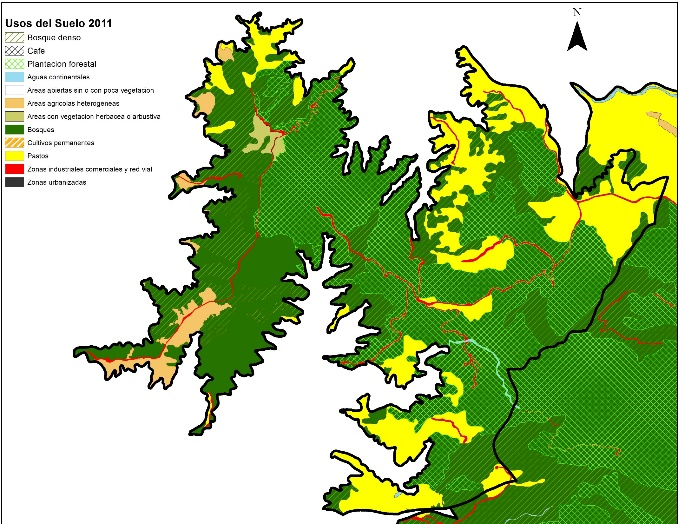 N
Usos del Suelo 2011
Bosque denso
Cafe
Plantacion forestal
Aguas continentales
Areas abiertas sin o con poca vegetacion
Areas agricolas heterogeneas
Areas con vegetacion herbacea o arbustiva
Bosques
Cultivos permanentes
Pastos
Zonas industriales comerciales y red vial
Zonas urbanizadas